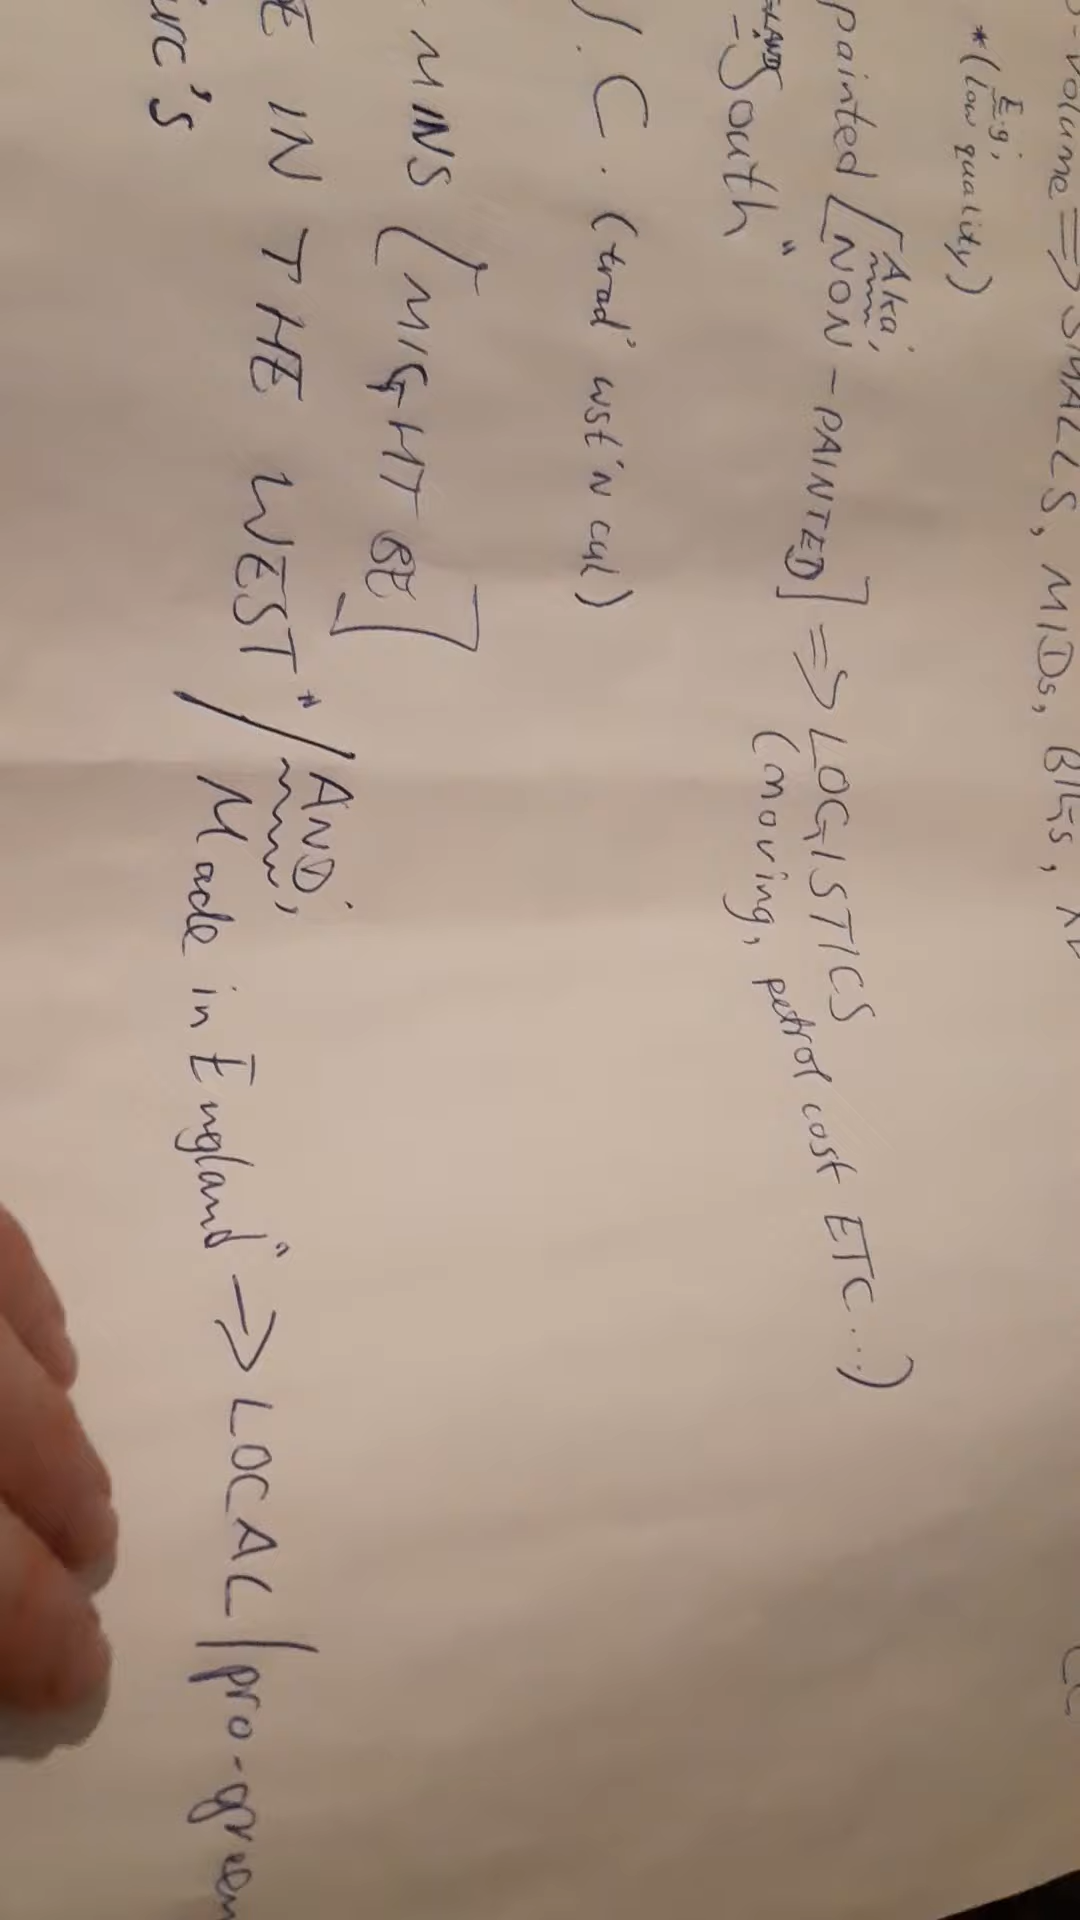 -volume => SMALLS, MIDs, BIGs,
*(E.g; low quality)
painted [Aka; NON-PAINTED] => LOGISTICS
-South" (moving, petrol cost ETC...)
C. (trad' wst'n cul)
MINS [MIGHT BE]
E IN THE WEST"/AND; Made in England" -> LOCAL/pro-green
's